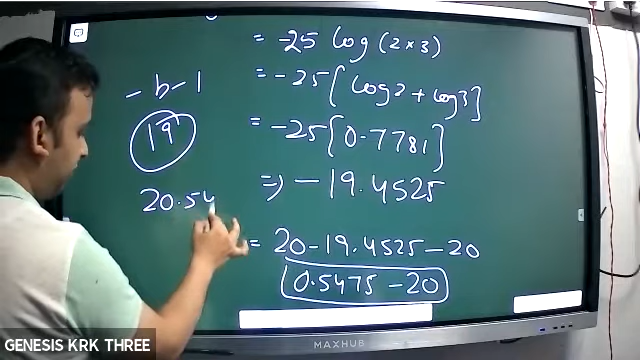 = -25 log (2×3)
= -25[log2 + log3]
= -25[0.7781]
⇒ -19.4525
= 20-19.4525-20
0.5475-20
-b-1
19
20.54
MAXHUB
GENESIS KRK THREE